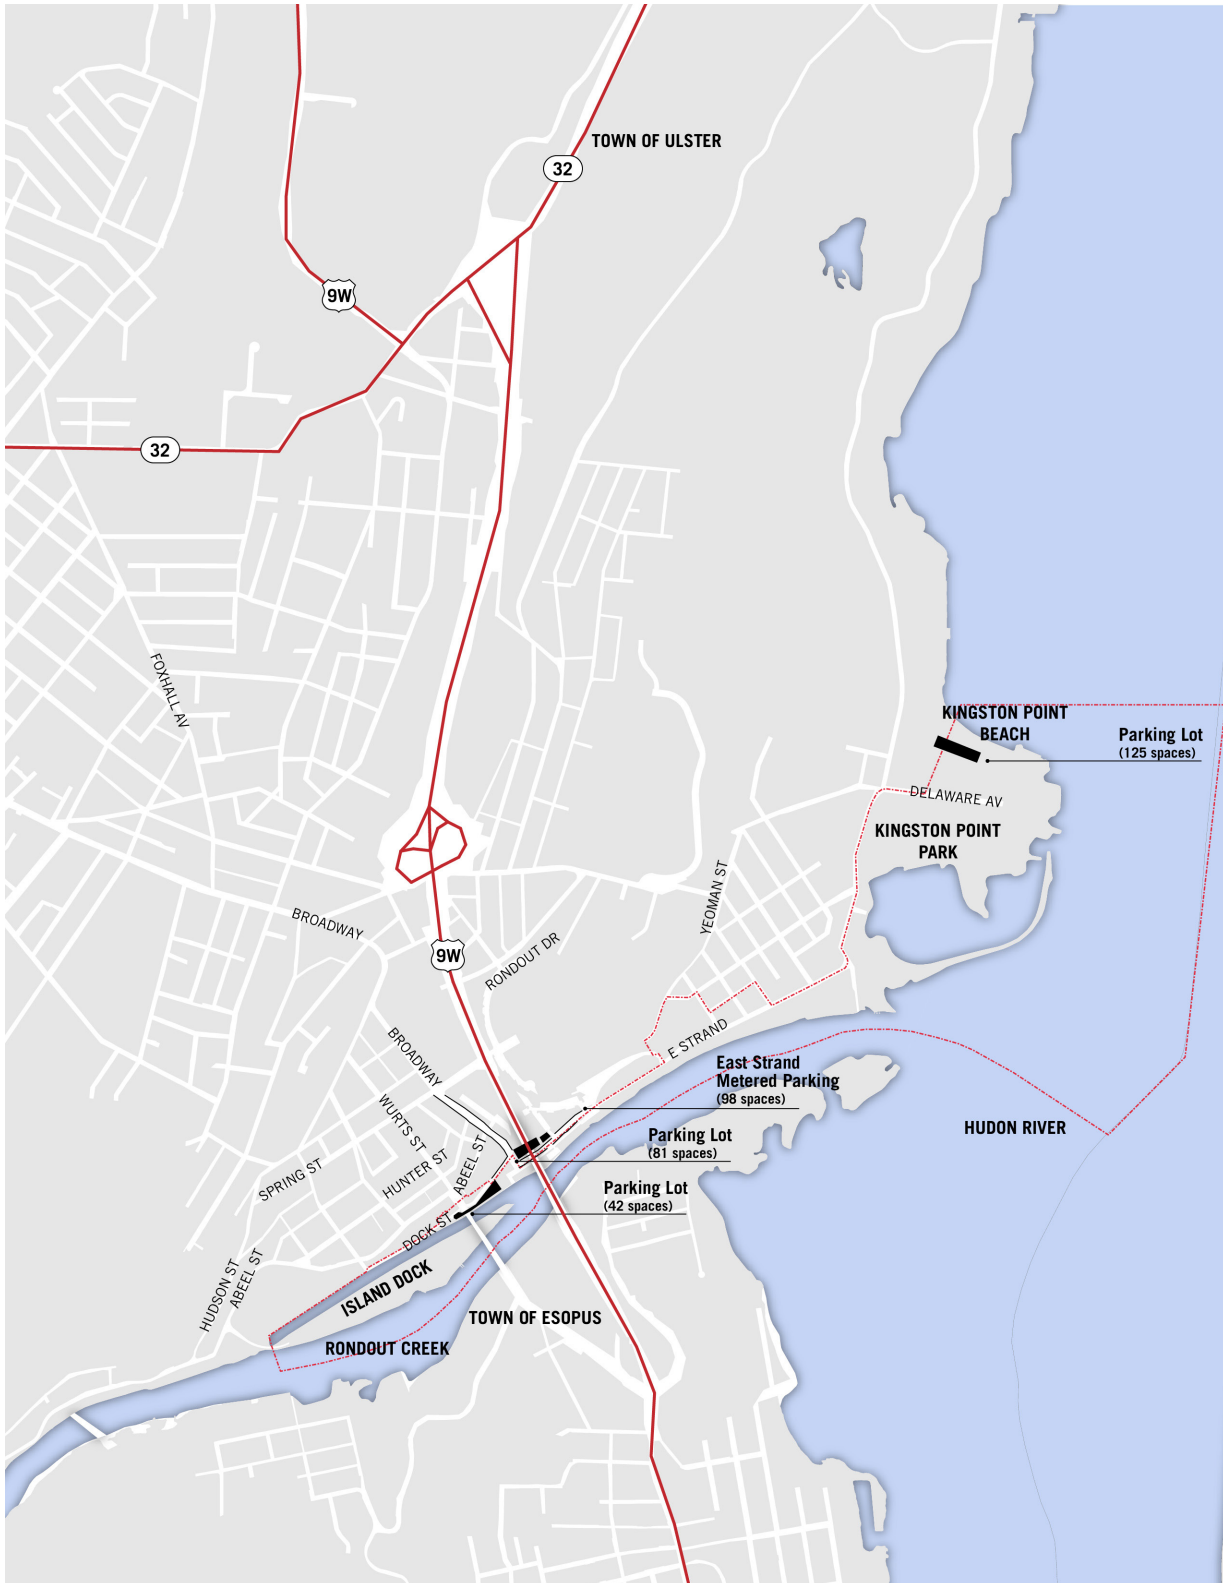 TOWN OF ULSTER
32
9W
32
FOXHALL AV
KINGSTON POINT
BEACH
Parking Lot
(125 spaces)
DELAWARE AV
KINGSTON POINT
PARK
YEOMAN ST
BROADWAY
9W
RONDOUT DR
BROADWAY
E STRAND
East Strand
Metered Parking
(98 spaces)
WURTS ST
HUDON RIVER
Parking Lot
(81 spaces)
HUNTER ST
ABEEL ST
SPRING ST
Parking Lot
(42 spaces)
DOCK ST
HUDSON ST
ABEEL ST
ISLAND DOCK
TOWN OF ESOPUS
RONDOUT CREEK